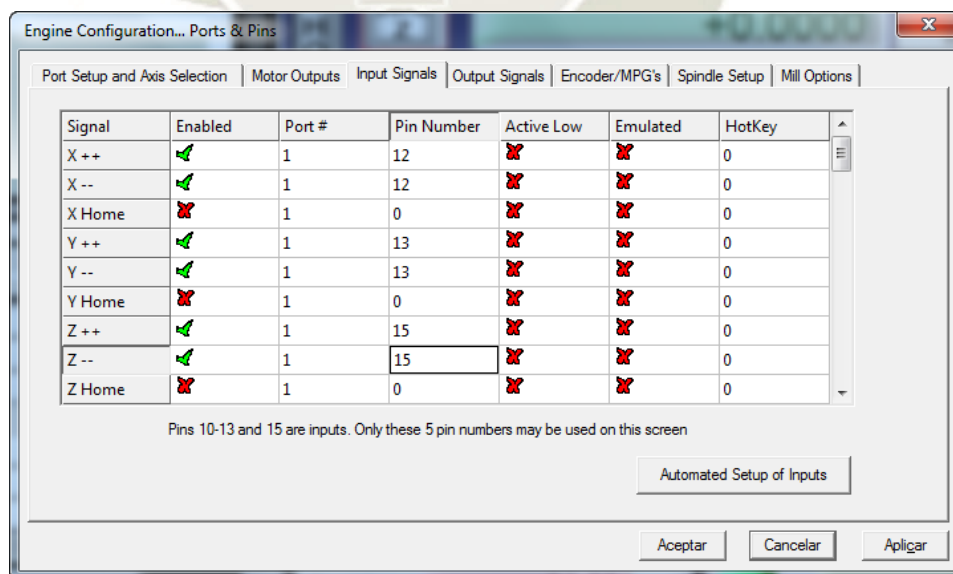 +0.0000
Z
Engine Configuration... Ports & Pins
Port Setup and Axis Selection Motor Outputs Input Signals Output Signals Encoder/MPG's Spindle Setup Mill Options
Signal Enabled Port # Pin Number Active Low Emulated HotKey
X ++ 1 12 0
X -- 1 12 0
X Home 1 0 0
Y ++ 1 13 0
Y -- 1 13 0
Y Home 1 0 0
Z ++ 1 15 0
Z -- 1 15 0
Z Home 1 0 0
Pins 10-13 and 15 are inputs. Only these 5 pin numbers may be used on this screen
Automated Setup of Inputs
Aceptar Cancelar Aplicar